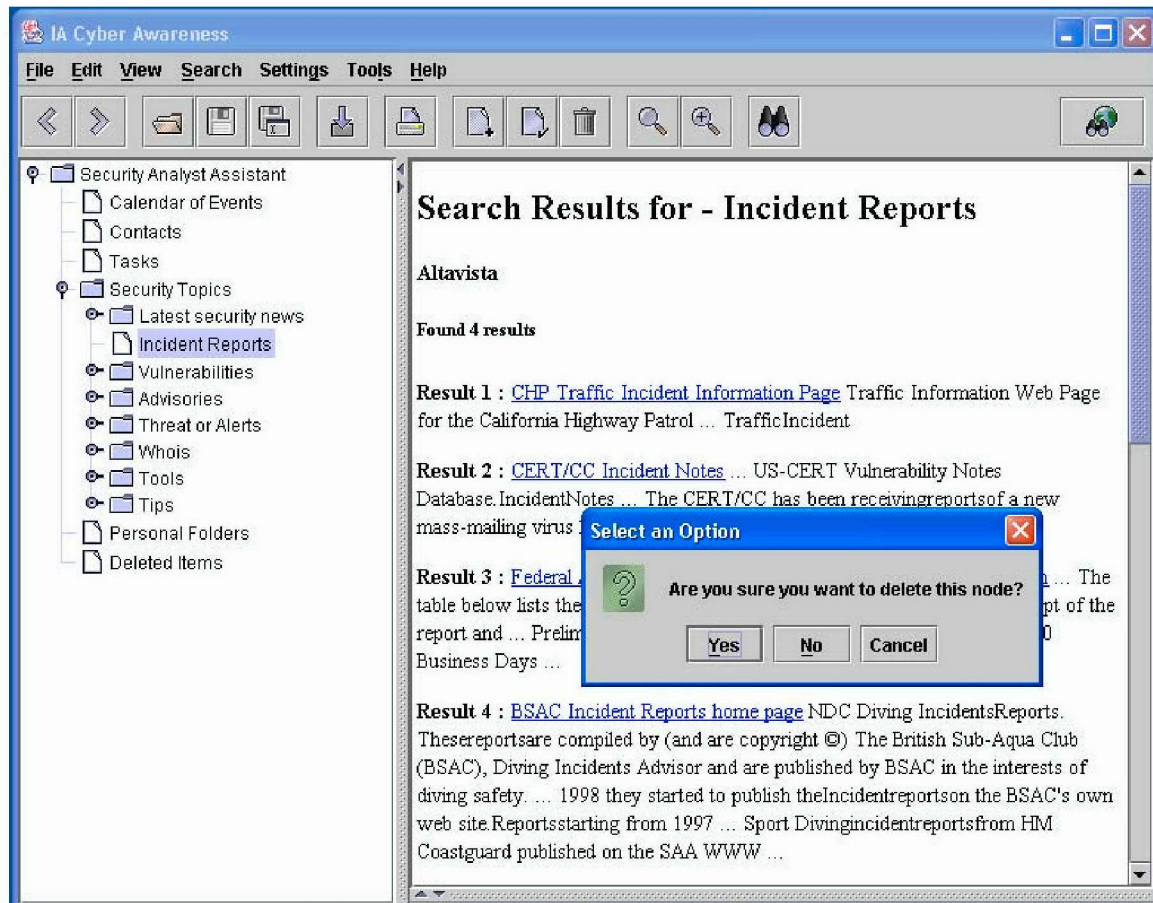 IA Cyber Awareness
File Edit View Search Settings Tools Help
Security Analyst Assistant
Calendar of Events
Contacts
Tasks
Security Topics
Latest security news
Incident Reports
Vulnerabilities
Advisories
Threat or Alerts
Whois
Tools
Tips
Personal Folders
Deleted Items
Search Results for - Incident Reports
Altavista
Found 4 results
Result 1 : CHP Traffic Incident Information Page Traffic Information Web Page
for the California Highway Patrol ... TrafficIncident
Result 2 : CERT/CC Incident Notes ... US-CERT Vulnerability Notes
Database.IncidentNotes ... The CERT/CC has been receivingreportsof a new
mass-mailing virus
Result 3 : Federal ... The
table below lists the pt of the
report and ... Prelim 0
Business Days ...
Result 4 : BSAC Incident Reports home page NDC Diving IncidentsReports.
Thesereportsare compiled by (and are copyright ©) The British Sub-Aqua Club
(BSAC), Diving Incidents Advisor and are published by BSAC in the interests of
diving safety. ... 1998 they started to publish theIncidentreportson the BSAC's own
web site.Reportsstarting from 1997 ... Sport Divingincidentreportsfrom HM
Coastguard published on the SAA WWW ...
Select an Option
Are you sure you want to delete this node?
Yes No Cancel